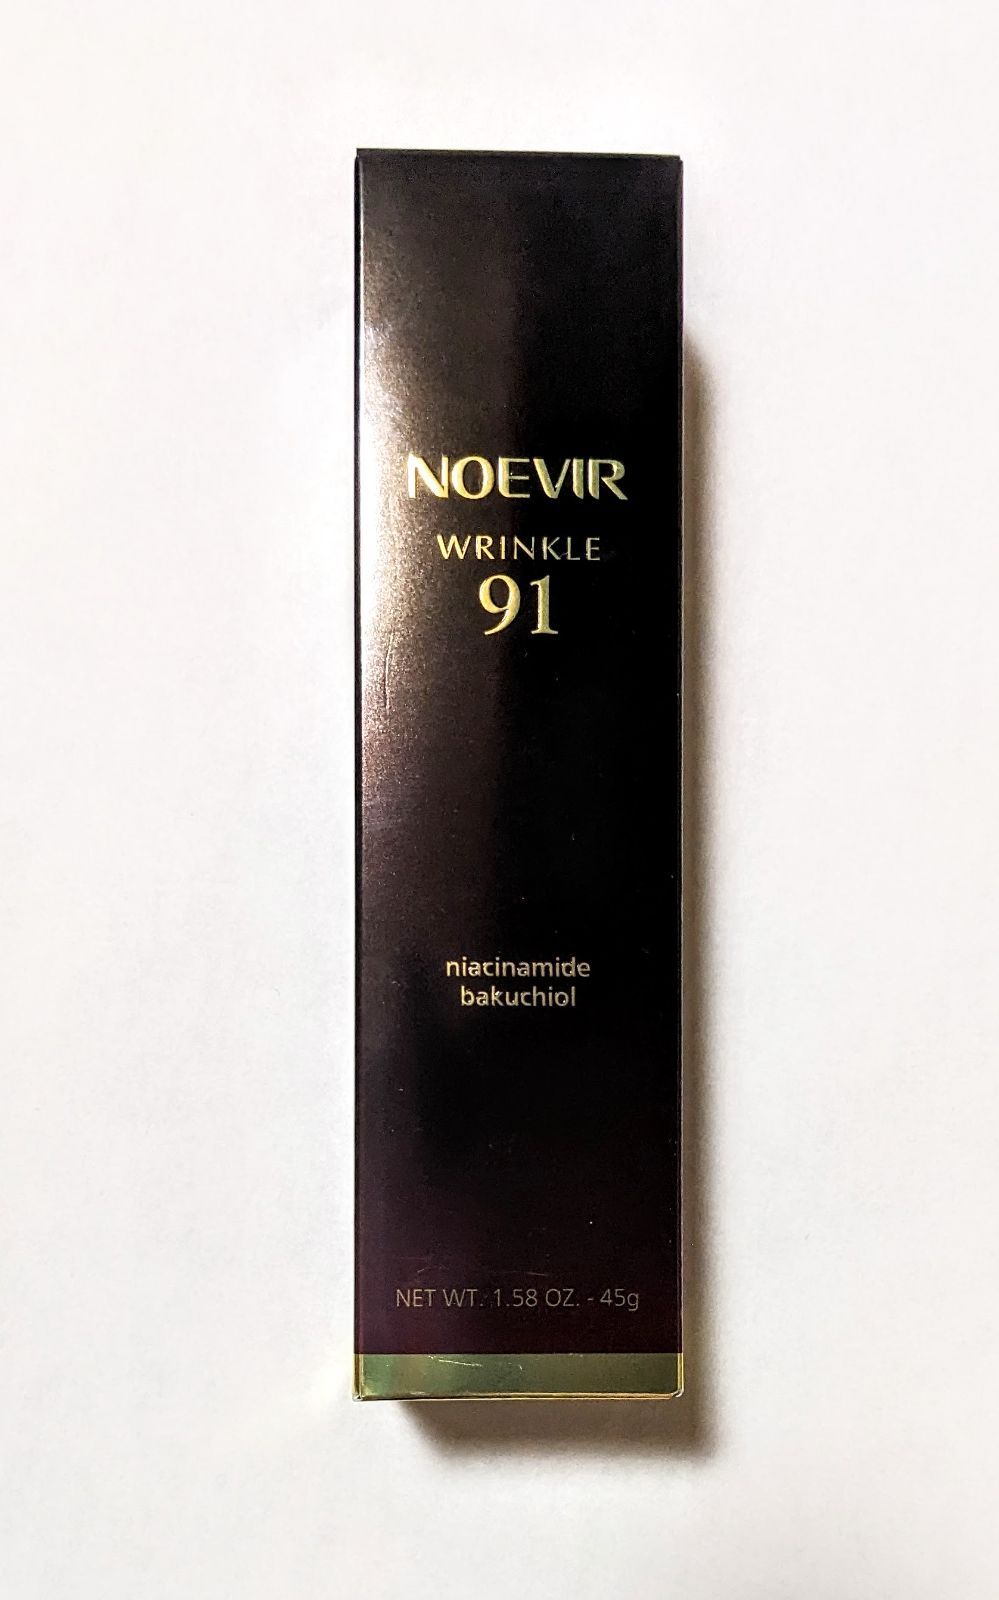 NOEVIR
WRINKLE
91
niacinamide
bakuchiol
NET WT. 1.58 OZ. - 45g